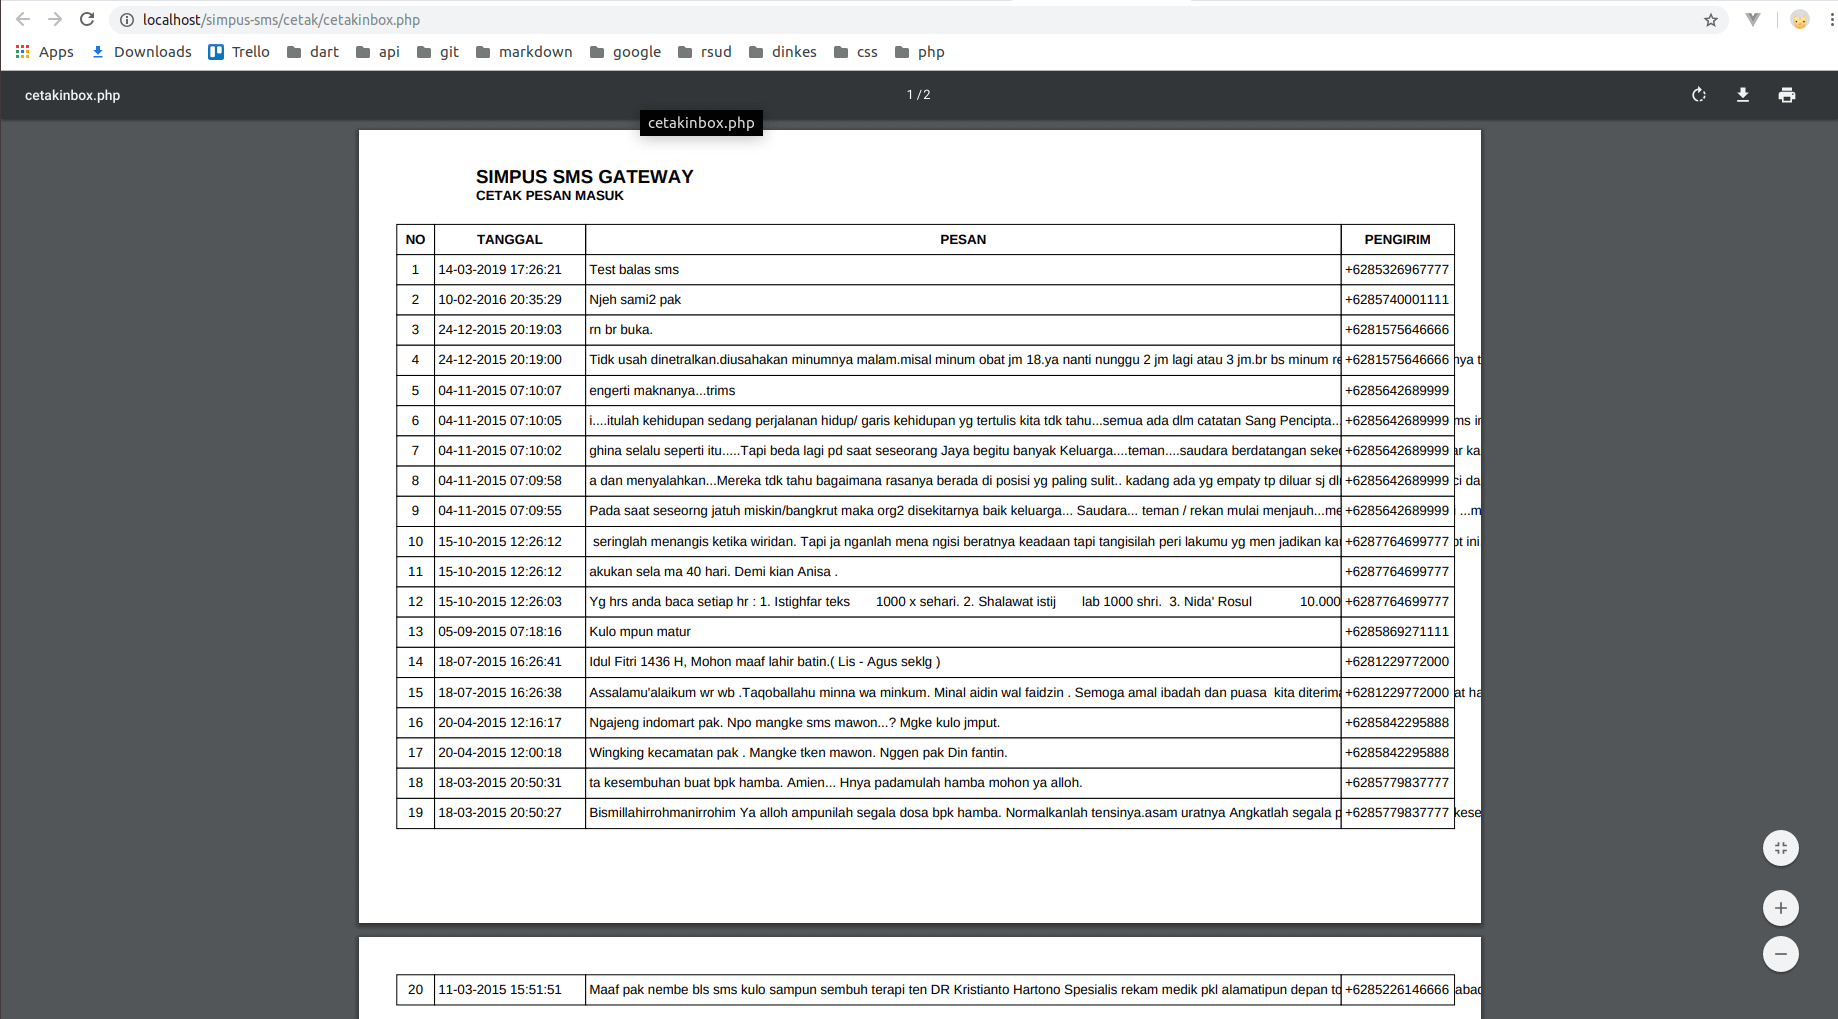 localhost/simpus-sms/cetak/cetakinbox.php
Apps Downloads Trello dart api git markdown google rsud dinkes css php
cetakinbox.php 1 / 2
cetakinbox.php
SIMPUS SMS GATEWAY
CETAK PESAN MASUK
NO TANGGAL PESAN PENGIRIM
1 14-03-2019 17:26:21 Test balas sms +6285326967777
2 10-02-2016 20:35:29 Njeh sami2 pak +6285740001111
3 24-12-2015 20:19:03 rn br buka. +6281575646666
4 24-12-2015 20:19:00 Tidk usah dinetralkan.diusahakan minumnya malam.misal minum obat jm 18.ya nanti nunggu 2 jm lagi atau 3 jm.br bs minum re +6281575646666 nya t
5 04-11-2015 07:10:07 engerti maknanya...trims +6285642689999
6 04-11-2015 07:10:05 i....itulah kehidupan sedang perjalanan hidup/ garis kehidupan yg tertulis kita tdk tahu...semua ada dlm catatan Sang Pencipta... +6285642689999 ms in
7 04-11-2015 07:10:02 ghina selalu seperti itu.....Tapi beda lagi pd saat seseorang Jaya begitu banyak Keluarga....teman....saudara berdatangan seke +6285642689999 ar ka
8 04-11-2015 07:09:58 a dan menyalahkan...Mereka tdk tahu bagaimana rasanya berada di posisi yg paling sulit.. kadang ada yg empaty tp diluar sj dl +6285642689999 ci da
9 04-11-2015 07:09:55 Pada saat seseorng jatuh miskin/bangkrut maka org2 disekitarnya baik keluarga... Saudara... teman / rekan mulai menjauh...me +6285642689999 ...m
10 15-10-2015 12:26:12 seringlah menangis ketika wiridan. Tapi ja nganlah mena ngisi beratnya keadaan tapi tangisilah peri lakumu yg men jadikan ka +6287764699777 ot ini
11 15-10-2015 12:26:12 akukan sela ma 40 hari. Demi kian Anisa . +6287764699777
12 15-10-2015 12:26:03 Yg hrs anda baca setiap hr : 1. Istighfar teks 1000 x sehari. 2. Shalawat istij lab 1000 shri. 3. Nida' Rosul 10.000 +6287764699777
13 05-09-2015 07:18:16 Kulo mpun matur +6285869271111
14 18-07-2015 16:26:41 Idul Fitri 1436 H, Mohon maaf lahir batin.( Lis - Agus seklg ) +6281229772000
15 18-07-2015 16:26:38 Assalamu'alaikum wr wb .Taqoballahu minna wa minkum. Minal aidin wal faidzin . Semoga amal ibadah dan puasa kita diterima +6281229772000 at ha
16 20-04-2015 12:16:17 Ngajeng indomart pak. Npo mangke sms mawon...? Mgke kulo jmput. +6285842295888
17 20-04-2015 12:00:18 Wingking kecamatan pak . Mangke tken mawon. Nggen pak Din fantin. +6285842295888
18 18-03-2015 20:50:31 ta kesembuhan buat bpk hamba. Amien... Hnya padamulah hamba mohon ya alloh. +6285779837777
19 18-03-2015 20:50:27 Bismillahirrohmanirrohim Ya alloh ampunilah segala dosa bpk hamba. Normalkanlah tensinya.asam uratnya Angkatlah segala p +6285779837777 kese
20 11-03-2015 15:51:51 Maaf pak nembe bls sms kulo sampun sembuh terapi ten DR Kristianto Hartono Spesialis rekam medik pkl alamatipun depan to +6285226146666 abad